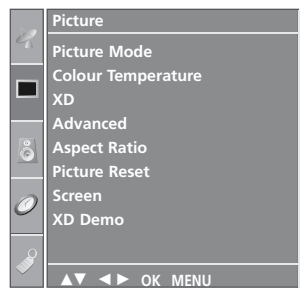 Picture
Picture Mode
Colour Temperature
XD
Advanced
Aspect Ratio
Picture Reset
Screen
XD Demo
▲▼ ◄► OK MENU